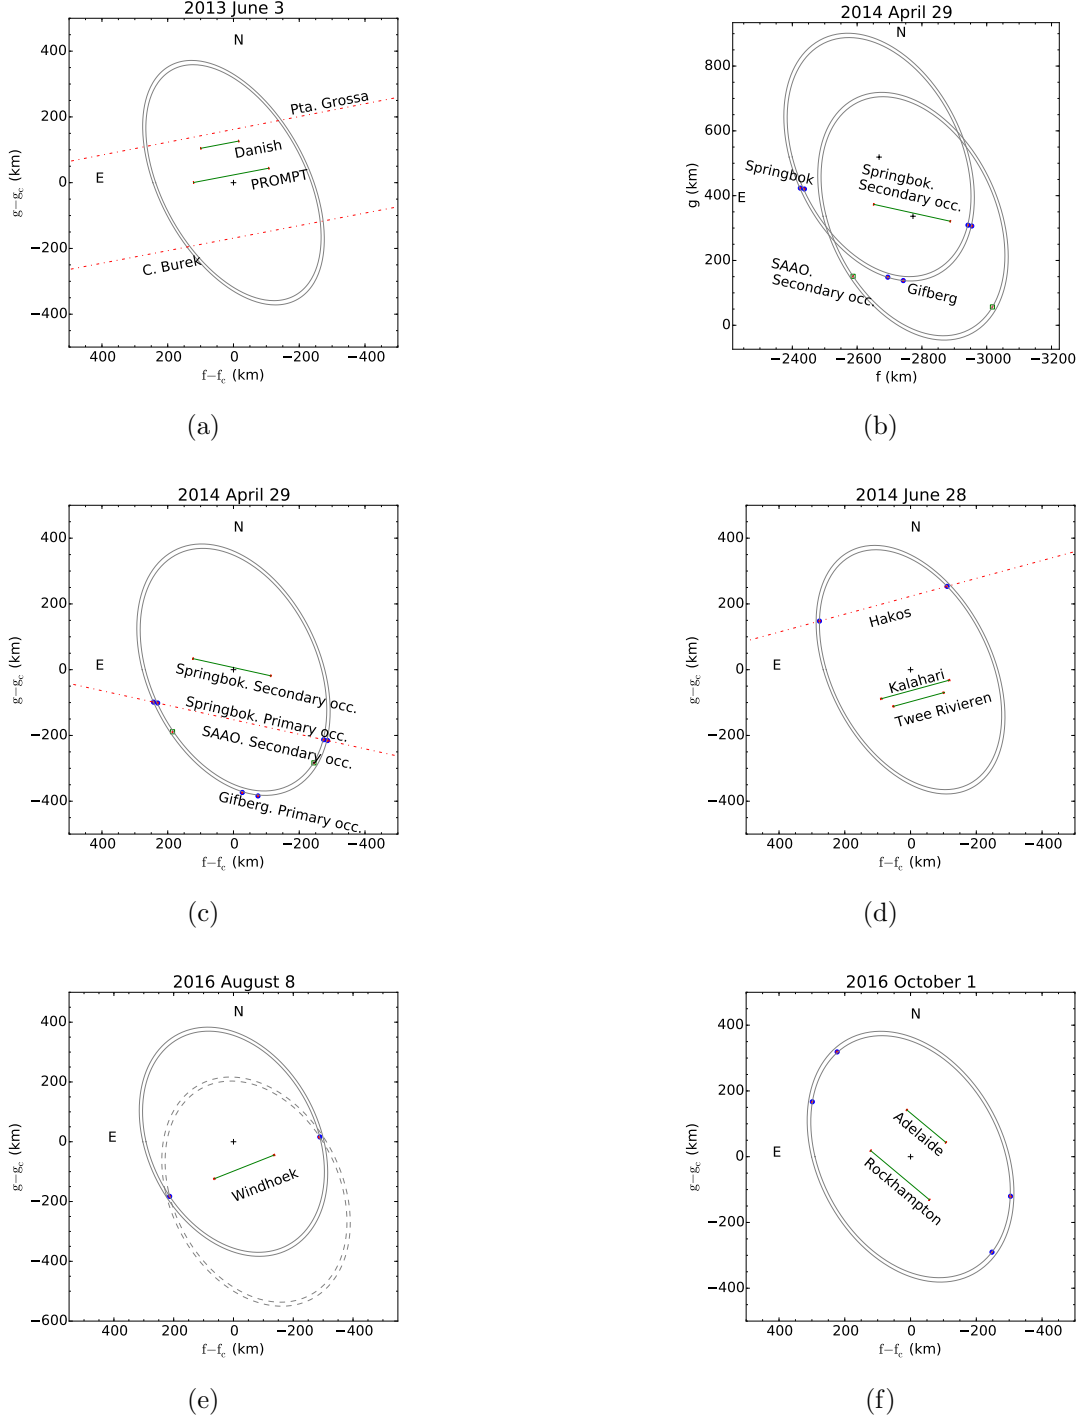 2013 June 3
N
E
Pta. Grossa
Danish
PROMPT
C. Burek
400
200
0
−200
−400
g−g_c (km)
400 200 0 −200 −400
f−f_c (km)
(a)
2014 April 29
N
E
Springbok
Springbok.
Secondary occ.
SAAO.
Secondary occ.
Gifberg
800
600
400
200
0
g (km)
−2400 −2600 −2800 −3000 −3200
f (km)
(b)
2014 April 29
N
E
Springbok. Secondary occ.
Springbok. Primary occ.
SAAO. Secondary occ.
Gifberg. Primary occ.
400
200
0
−200
−400
g−g_c (km)
400 200 0 −200 −400
f−f_c (km)
(c)
2014 June 28
N
E
Hakos
Kalahari
Twee Rivieren
400
200
0
−200
−400
g−g_c (km)
400 200 0 −200 −400
f−f_c (km)
(d)
2016 August 8
N
E
Windhoek
400
200
0
−200
−400
−600
g−g_c (km)
400 200 0 −200 −400
f−f_c (km)
(e)
2016 October 1
N
E
Adelaide
Rockhampton
400
200
0
−200
−400
g−g_c (km)
400 200 0 −200 −400
f−f_c (km)
(f)